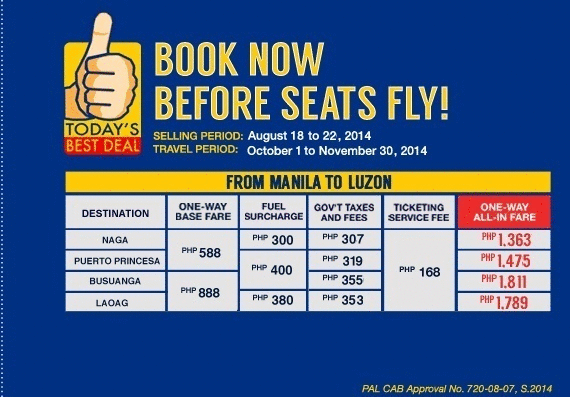 TODAY'S
BEST DEAL
BOOK NOW
BEFORE SEATS FLY!
SELLING PERIOD: August 18 to 22, 2014
TRAVEL PERIOD: October 1 to November 30, 2014
FROM MANILA TO LUZON
DESTINATION ONE-WAY BASE FARE FUEL SURCHARGE GOV'T TAXES AND FEES TICKETING SERVICE FEE ONE-WAY ALL-IN FARE
NAGA PHP 588 PHP 300 PHP 307 PHP 168 PHP 1,363
PUERTO PRINCESA PHP 400 PHP 319 PHP 1,475
BUSUANGA PHP 888 PHP 355 PHP 1,811
LAOAG PHP 380 PHP 353 PHP 1,789
PAL CAB Approval No. 720-08-07, S.2014